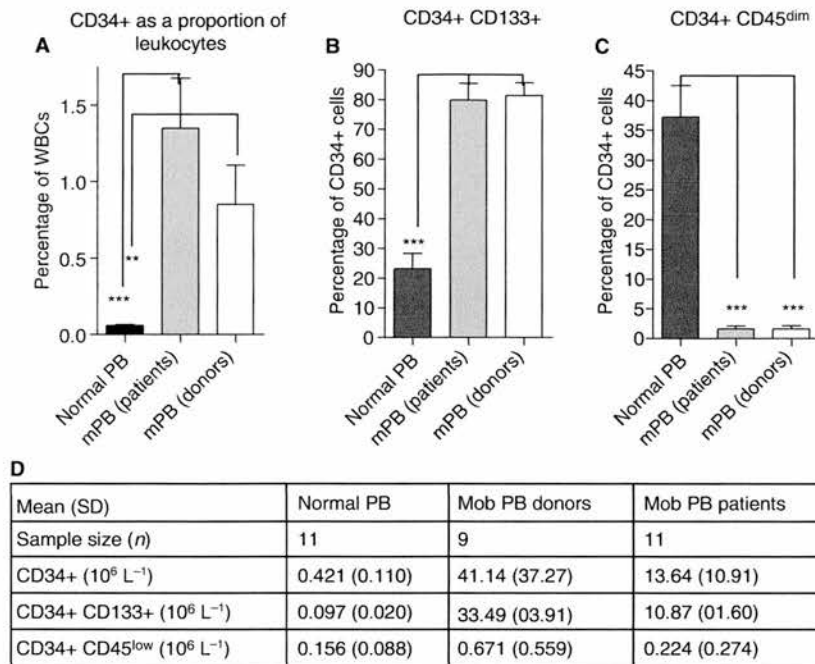 CD34+ as a proportion of
leukocytes
A
Percentage of WBCs
1.5
1.0
0.5
0.0
**
***
Normal PB
mPB (patients)
mPB (donors)
CD34+ CD133+
B
Percentage of CD34+ cells
90
80
70
60
50
40
30
20
10
0
***
Normal PB
mPB (patients)
mPB (donors)
CD34+ CD45dim
C
Percentage of CD34+ cells
45
40
35
30
25
20
15
10
5
0
***
***
Normal PB
mPB (patients)
mPB (donors)
D
Mean (SD) Normal PB Mob PB donors Mob PB patients
Sample size (n) 11 9 11
CD34+ (10⁶ L⁻¹) 0.421 (0.110) 41.14 (37.27) 13.64 (10.91)
CD34+ CD133+ (10⁶ L⁻¹) 0.097 (0.020) 33.49 (03.91) 10.87 (01.60)
CD34+ CD45low (10⁶ L⁻¹) 0.156 (0.088) 0.671 (0.559) 0.224 (0.274)